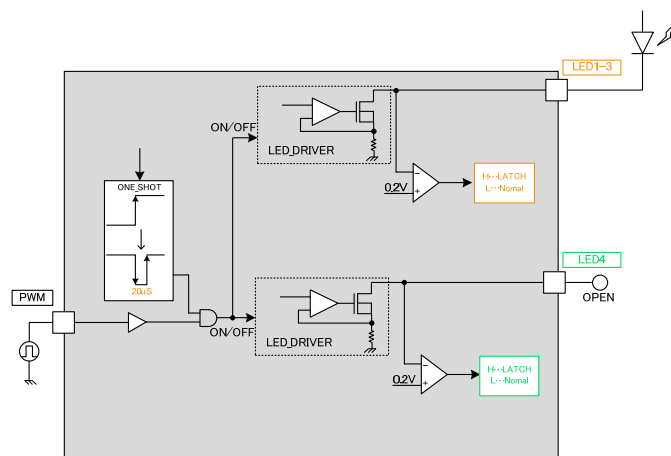 LED1-3
ON/OFF
LED_DRIVER
0.2V
H···LATCH
L···Nomal
ONE_SHOT
20uS
PWM
ON/OFF
LED_DRIVER
LED4
OPEN
0.2V
H···LATCH
L···Nomal